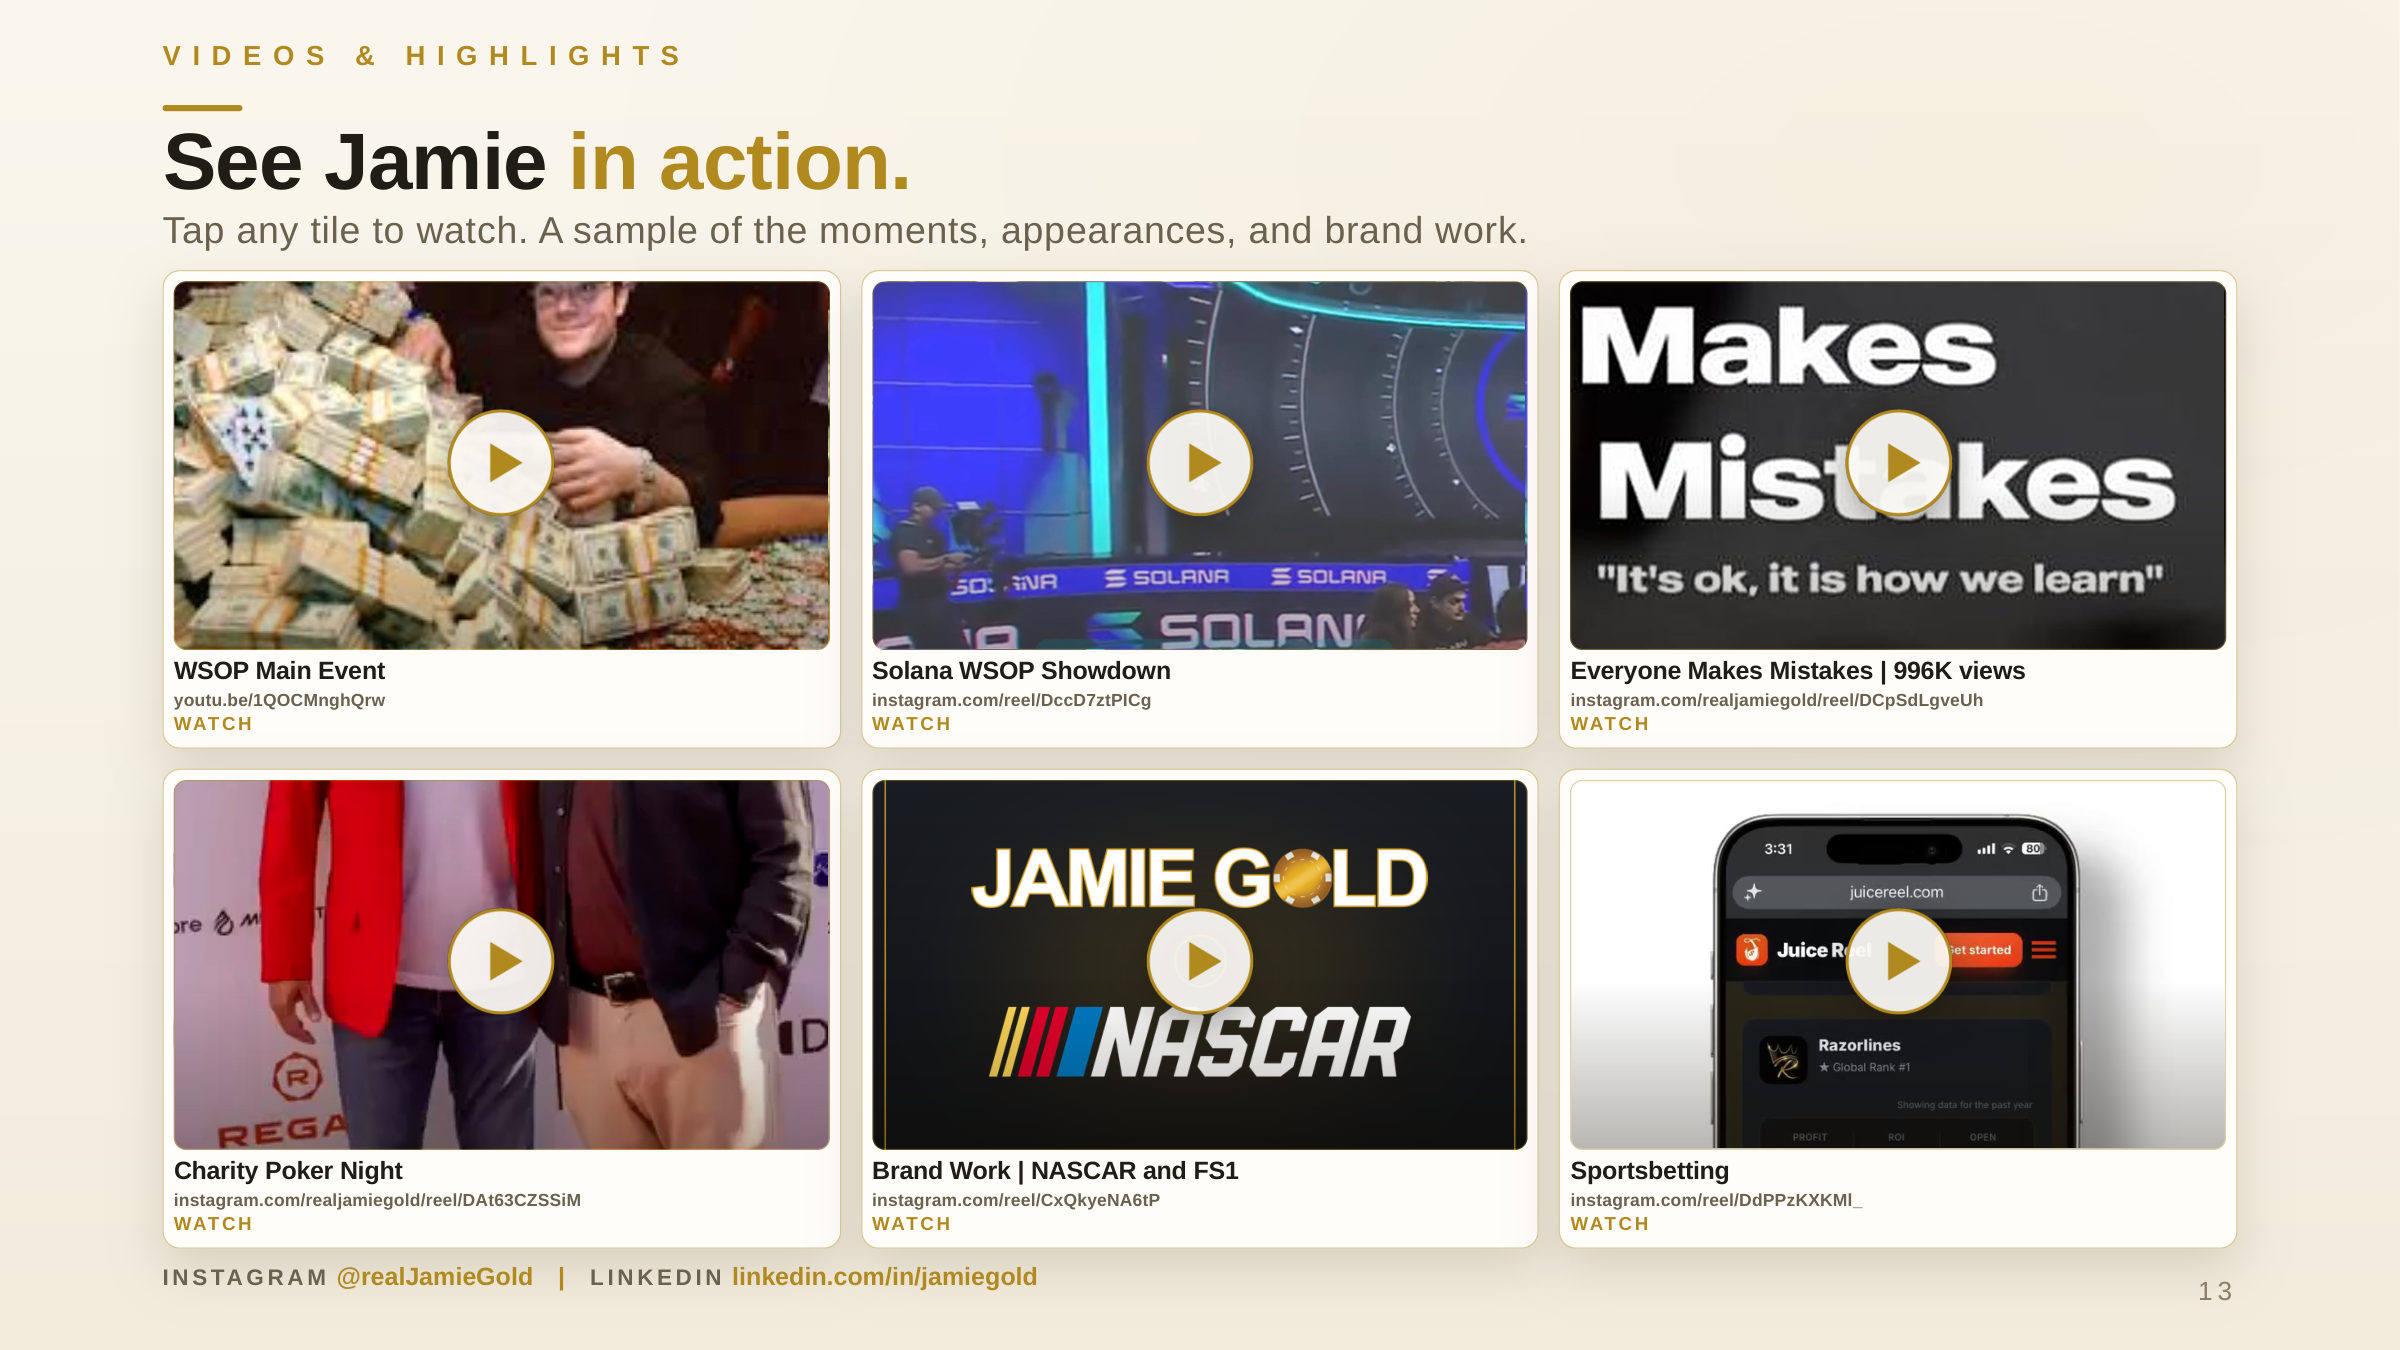 VIDEOS & HIGHLIGHTS
See Jamie in action.
Tap any tile to watch. A sample of the moments, appearances, and brand work.
SOLANA SOLANA
SOLANA
Makes
Mistakes
"It's ok, it is how we learn"
WSOP Main Event
youtu.be/1QOCMnghQrw
WATCH
Solana WSOP Showdown
instagram.com/reel/DccD7ztPICg
WATCH
Everyone Makes Mistakes | 996K views
instagram.com/realjamiegold/reel/DCpSdLgveUh
WATCH
R
REGA
JAMIE GOLD
NASCAR
3:31
80
juicereel.com
Juice Reel
Get started
Razorlines
★ Global Rank #1
Showing data for the past year
PROFIT ROI OPEN
Charity Poker Night
instagram.com/realjamiegold/reel/DAt63CZSSiM
WATCH
Brand Work | NASCAR and FS1
instagram.com/reel/CxQkyeNA6tP
WATCH
Sportsbetting
instagram.com/reel/DdPPzKXKMl_
WATCH
INSTAGRAM @realJamieGold | LINKEDIN linkedin.com/in/jamiegold
13